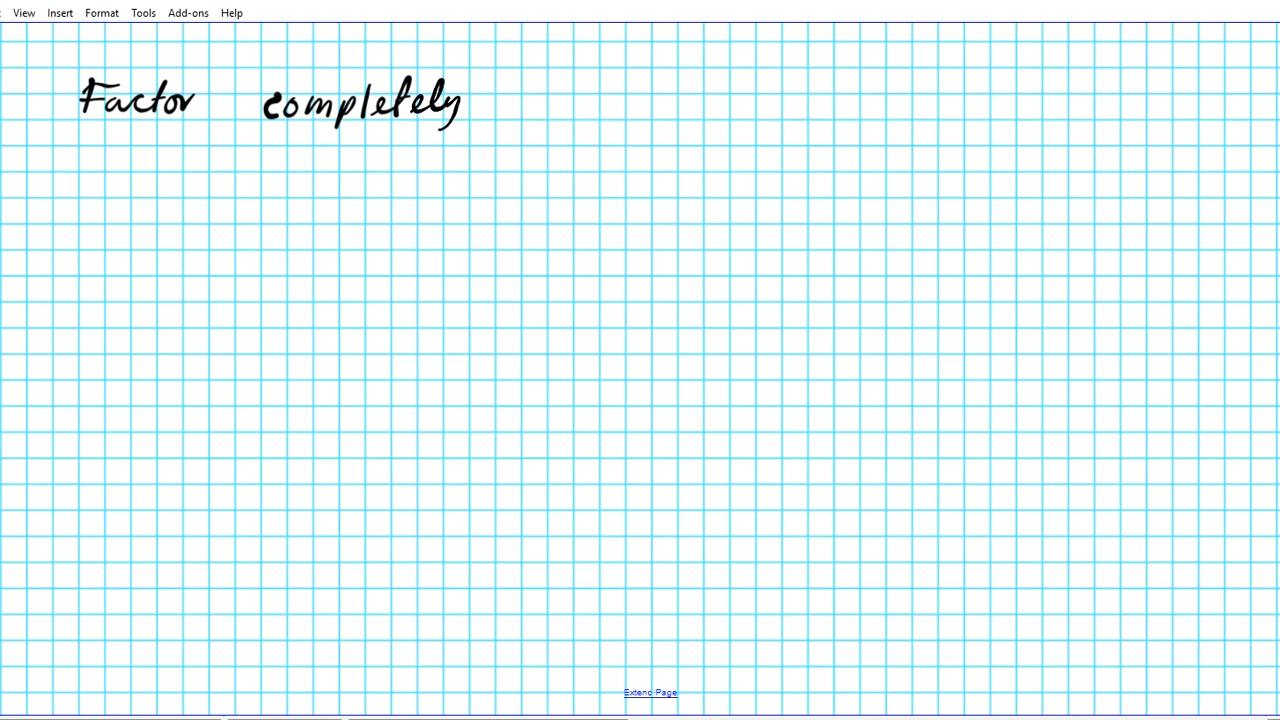 View Insert Format Tools Add-ons Help
Factor completely
Extend Page